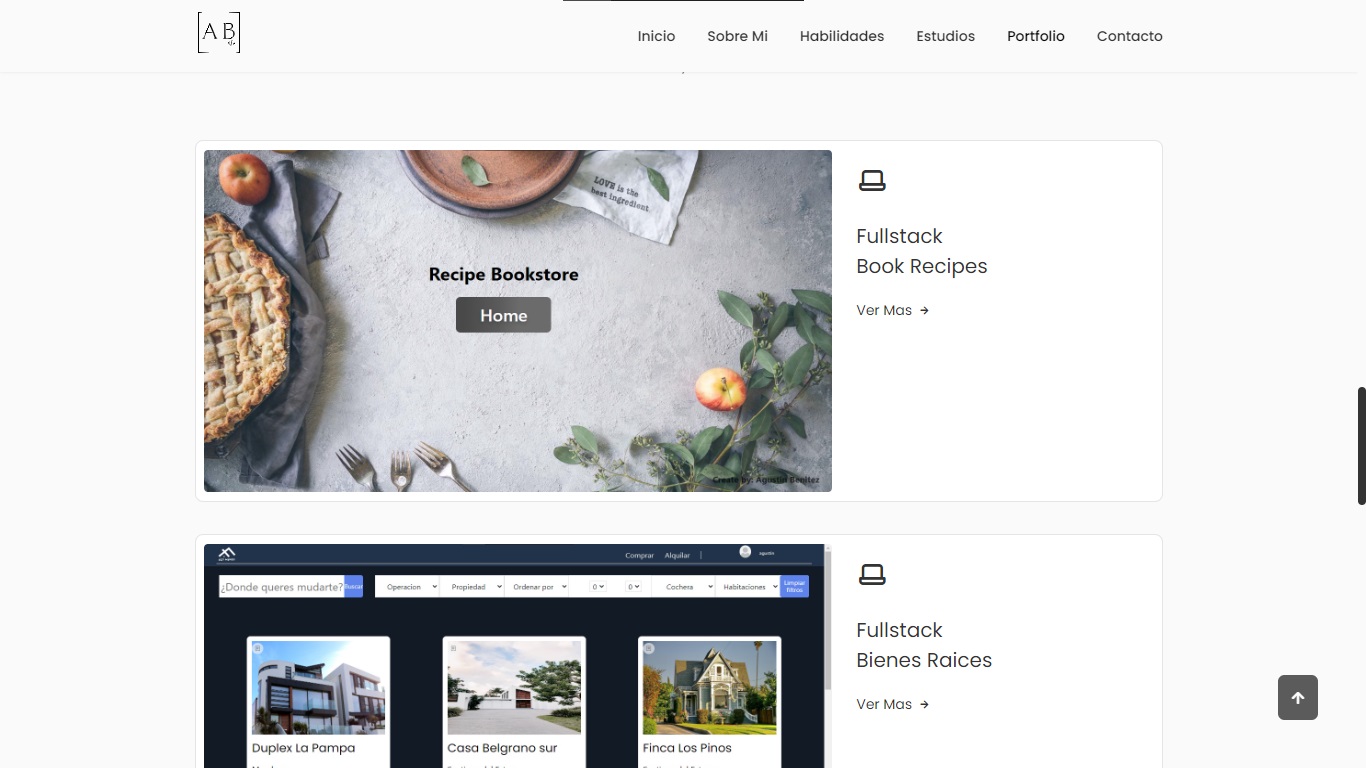 A B
Inicio
Sobre Mi
Habilidades
Estudios
Portfolio
Contacto
LOVE is the
best ingredient
Recipe Bookstore
Home
Create by: Agustin Benitez
Fullstack
Book Recipes
Ver Mas →
Comprar
Alquilar
|
agustin
¿Donde queres mudarte?
Buscar
Operacion
Propiedad
Ordenar por
0
0
Cochera
Habitaciones
Limpiar
filtros
Duplex La Pampa
Casa Belgrano sur
Finca Los Pinos
Fullstack
Bienes Raices
Ver Mas →